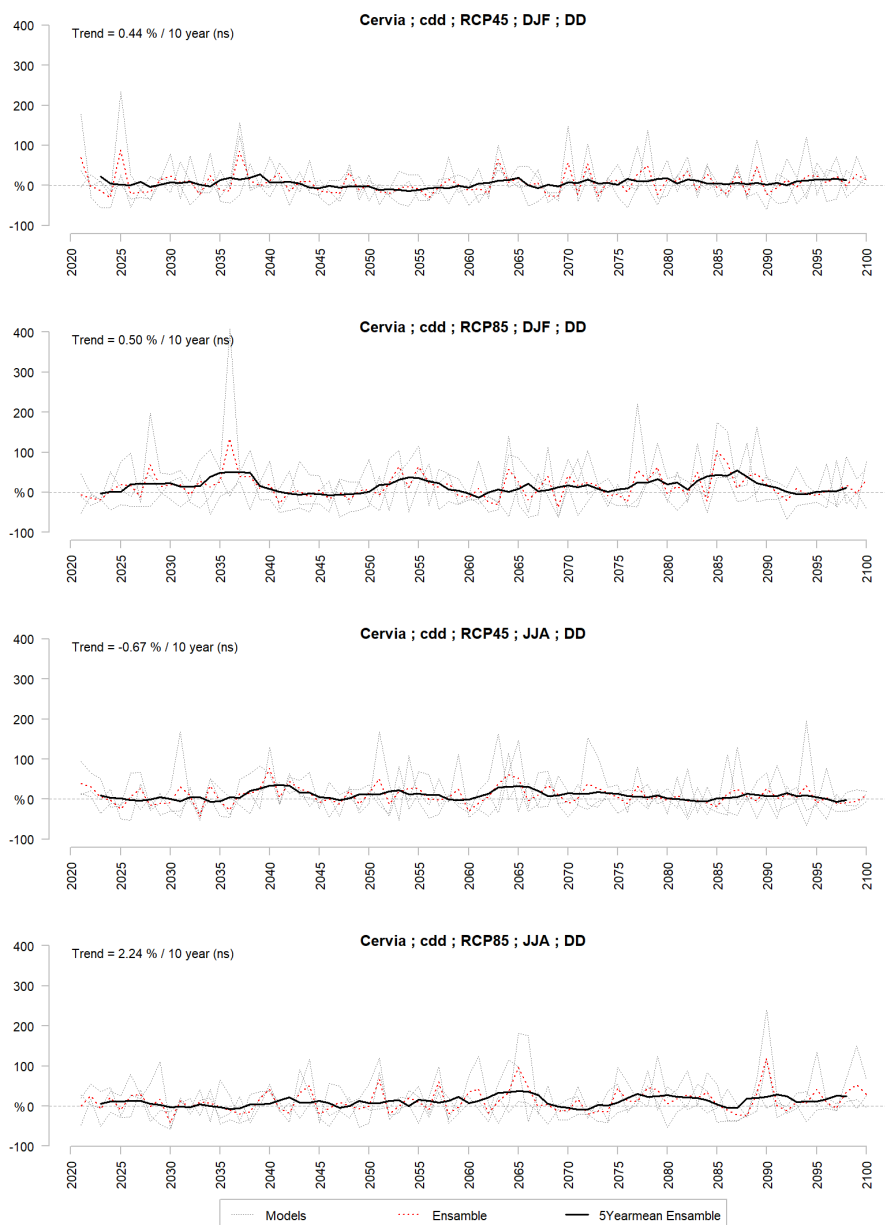 Cervia ; cdd ; RCP45 ; DJF ; DD
Trend = 0.44 % / 10 year (ns)
400
300
200
100
% 0
-100
2020 2025 2030 2035 2040 2045 2050 2055 2060 2065 2070 2075 2080 2085 2090 2095 2100
Cervia ; cdd ; RCP85 ; DJF ; DD
Trend = 0.50 % / 10 year (ns)
400
300
200
100
% 0
-100
2020 2025 2030 2035 2040 2045 2050 2055 2060 2065 2070 2075 2080 2085 2090 2095 2100
Cervia ; cdd ; RCP45 ; JJA ; DD
Trend = -0.67 % / 10 year (ns)
400
300
200
100
% 0
-100
2020 2025 2030 2035 2040 2045 2050 2055 2060 2065 2070 2075 2080 2085 2090 2095 2100
Cervia ; cdd ; RCP85 ; JJA ; DD
Trend = 2.24 % / 10 year (ns)
400
300
200
100
% 0
-100
2020 2025 2030 2035 2040 2045 2050 2055 2060 2065 2070 2075 2080 2085 2090 2095 2100
Models Ensamble 5Yearmean Ensamble